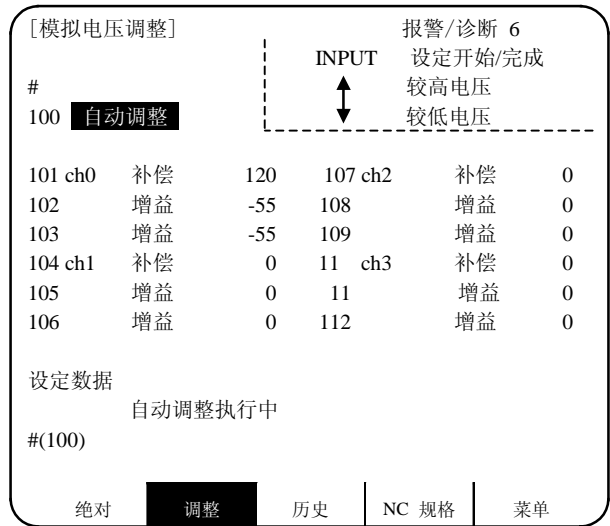 [模拟电压调整] 报警/诊断 6
INPUT 设定开始/完成
# 较高电压
100 自动调整 较低电压
101 ch0 补偿 120 107 ch2 补偿 0
102 增益 -55 108 增益 0
103 增益 -55 109 增益 0
104 ch1 补偿 0 11 ch3 补偿 0
105 增益 0 11 增益 0
106 增益 0 112 增益 0
设定数据
自动调整执行中
#(100)
绝对 调整 历史 NC 规格 菜单